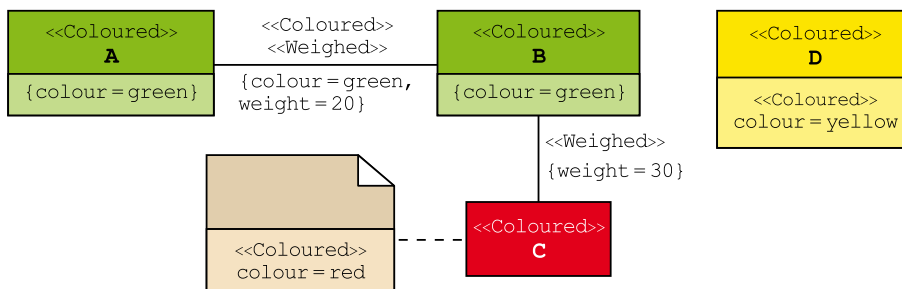 <<Coloured>>
A
{colour = green}
<<Coloured>>
<<Weighed>>
{colour = green,
weight = 20}
<<Coloured>>
B
{colour = green}
<<Coloured>>
D
<<Coloured>>
colour = yellow
<<Weighed>>
{weight = 30}
<<Coloured>>
colour = red
<<Coloured>>
C